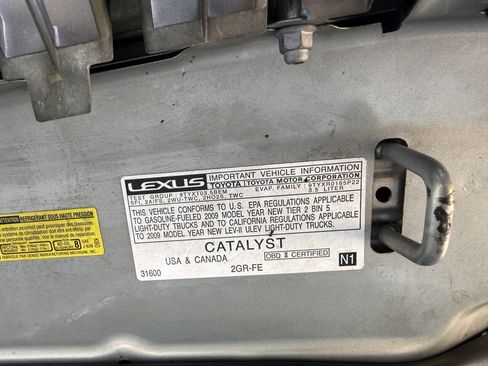 LEXUS
IMPORTANT VEHICLE INFORMATION
TOYOTA TOYOTA MOTOR CORPORATION
TEST GROUP : 9TYXT03.5BEM EVAP. FAMILY : 9TYXR0165P22
SFI, 2A/FS, 2WU-TWC, 2HO2S, TWC 3.5 LITER
THIS VEHICLE CONFORMS TO U.S. EPA REGULATIONS APPLICABLE
TO GASOLINE-FUELED 2009 MODEL YEAR NEW TIER 2 BIN 5
LIGHT-DUTY TRUCKS AND TO CALIFORNIA REGULATIONS APPLICABLE
TO 2009 MODEL YEAR NEW LEV-II ULEV LIGHT-DUTY TRUCKS.
CATALYST
USA & CANADA
OBD II CERTIFIED
31600
2GR-FE
N1